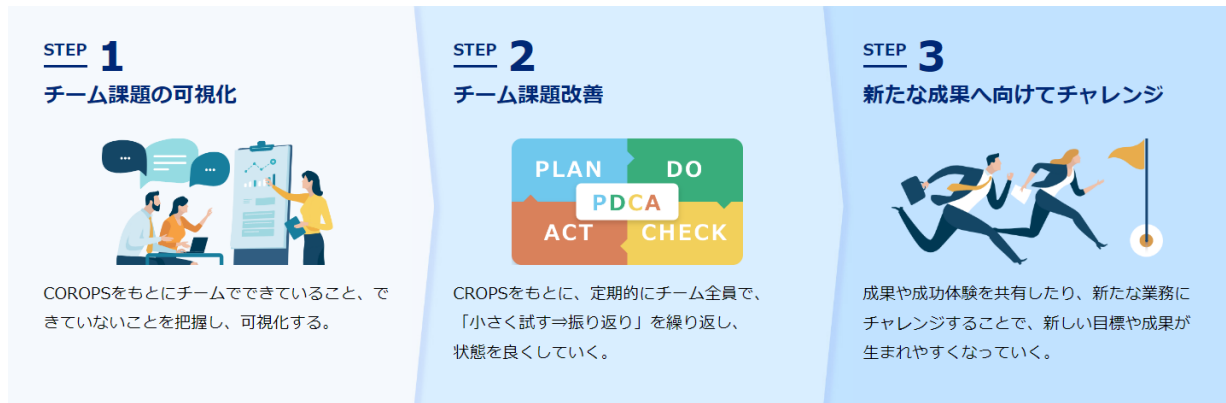 STEP 1
チーム課題の可視化
COROPSをもとにチームでできていること、で
きていないことを把握し、可視化する。
STEP 2
チーム課題改善
PLAN DO
PDCA
ACT CHECK
CROPSをもとに、定期的にチーム全員で、
「小さく試す⇒振り返り」を繰り返し、
状態を良くしていく。
STEP 3
新たな成果へ向けてチャレンジ
成果や成功体験を共有したり、新たな業務に
チャレンジすることで、新しい目標や成果が
生まれやすくなっていく。